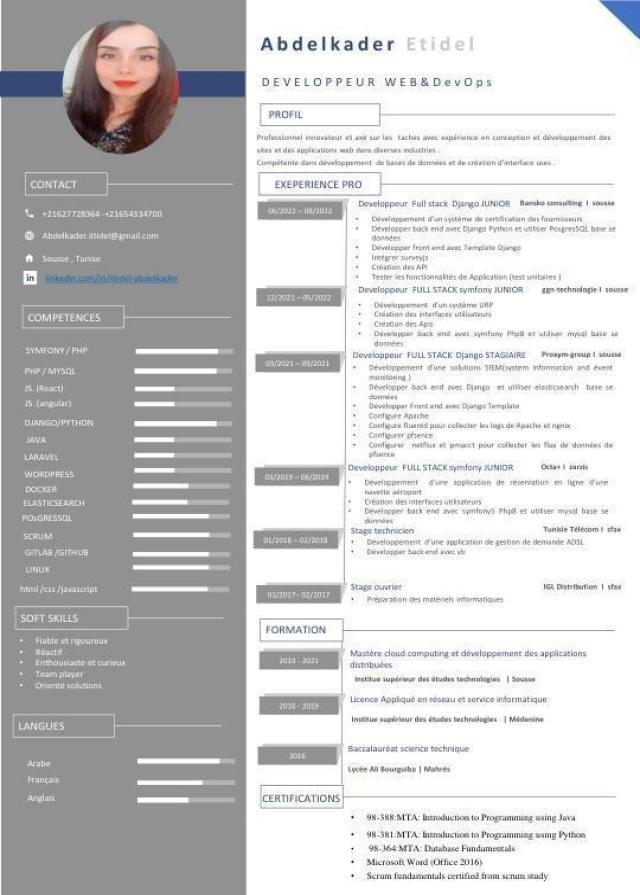 Abdelkader Etidel
DEVELOPPEUR WEB&DevOps
PROFIL
Professionnel innovateur et axé sur les taches avec expérience en conception et développement des
sites et des applications web dans diverses industries .
Compétente dans développement de bases de données et de création d'interface uses .
CONTACT
+21627728364 -+21654334700
Abdelkader.iitidel@gmail.com
Sousse , Tunise
in linkedin.com/in/iitidel-abdelkader
COMPETENCES
SYMFONY / PHP
PHP / MYSQL
JS. (React)
JS. (angular)
DJANGO/PYTHON
JAVA
LARAVEL
WORDPRESS
DOCKER
ELASTICSEARCH
POsGRESSQL
SCRUM
GITLAB /GITHUB
LINUX
html /css /javascript
SOFT SKILLS
• Fiable et rigoureux
• Réactif
• Enthousiaste et curieux
• Team player
• Orienté solutions
LANGUES
Arabe
Français
Anglais
EXEPERIENCE PRO
06/2022 – 08/2022
Developpeur Full stack Django JUNIOR Bansko consulting I sousse
• Développement d'un système de certification des fournisseurs
• Développer back end avec Django Python et utiliser PosgresSQL base se
données
• Développer front end avec Template Django
• Intégrer surveyjs
• Création des API
• Tester les fonctionnalités de Application (test unitaires )
12/2021 – 05/2022
Developpeur FULL STACK symfony JUNIOR ggn-technologie I sousse
• Développement d'un système URP
• Création des interfaces utilisateurs
• Création des Apis
• Développer back end avec symfony Php8 et utiliser mysql base se
données
03/2021 – 09/2021
Developpeur FULL STACK Django STAGIAIRE Proxym-group I sousse
• Développement d'une solutions SIEM(system information and event
monitoring )
• Développer back end avec Django et utiliser elasticsearch base se
données
• Développer Front end avec Django Template
• Configurer Apache
• Configurer fluentd pour collecter les logs de Apache et ngnix
• Configurer pfsence
• Configurer netflux et pmacct pour collecter les flux de données de
pfsence
03/2019 – 06/2019
Developpeur FULL STACK symfony JUNIOR Octa+ I zarzis
• Développement d'une application de réservation en ligne d'une
navette aéroport
• Création des interfaces utilisateurs
• Développer back end avec symfony5 Php8 et utiliser mysql base se
données
01/2018 – 02/2018
Stage technicien Tunisie Télécom I sfax
• Développement d'une application de gestion de demande ADSL
• Développer back end avec vb
01/2017– 02/2017
Stage ouvrier IGL Distribution I sfax
• Préparation des matériels informatiques
FORMATION
2019 - 2021
Mastère cloud computing et développement des applications
distribuées
Institue supérieur des études technologies | Sousse
2016 - 2019
Licence Appliqué en réseau et service informatique
Institue supérieur des études technologies | Médenine
2016
Baccalauréat science technique
Lycée Ali Bourguiba | Mahrés
CERTIFICATIONS
• 98-388:MTA: Introduction to Programming using Java
• 98-381:MTA: Introduction to Programming using Python
• 98-364:MTA: Database Fundamentals
• Microsoft Word (Office 2016)
• Scrum fundamentals certified from scrum study